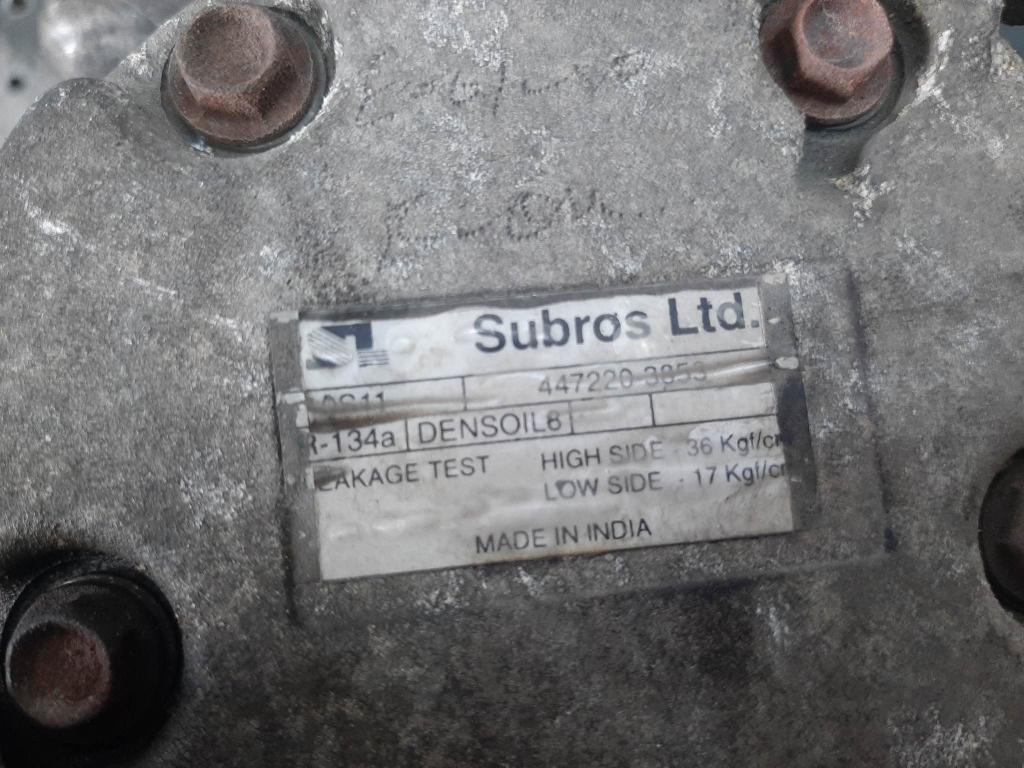 Subros Ltd.
447220-3853
R-134a DENSOIL8
LEAKAGE TEST HIGH SIDE 36 Kgf/cm
LOW SIDE 17 Kgf/cm
MADE IN INDIA